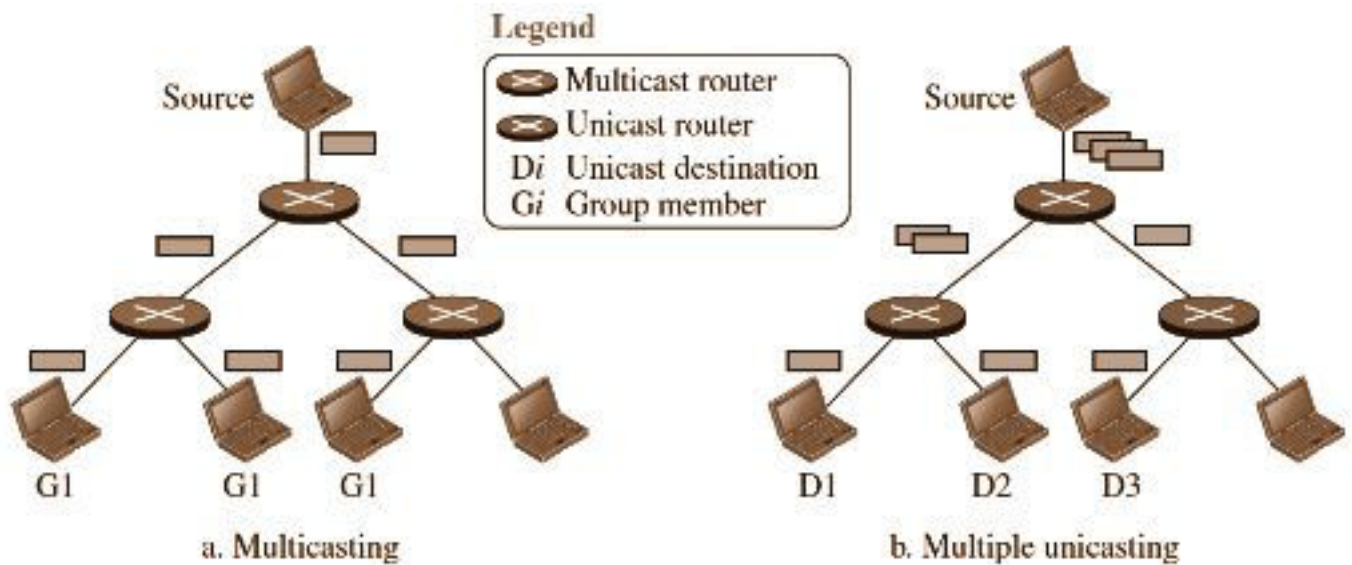 Legend
Multicast router
Unicast router
Di Unicast destination
Gi Group member
Source
G1 G1 G1
a. Multicasting
Source
D1 D2 D3
b. Multiple unicasting